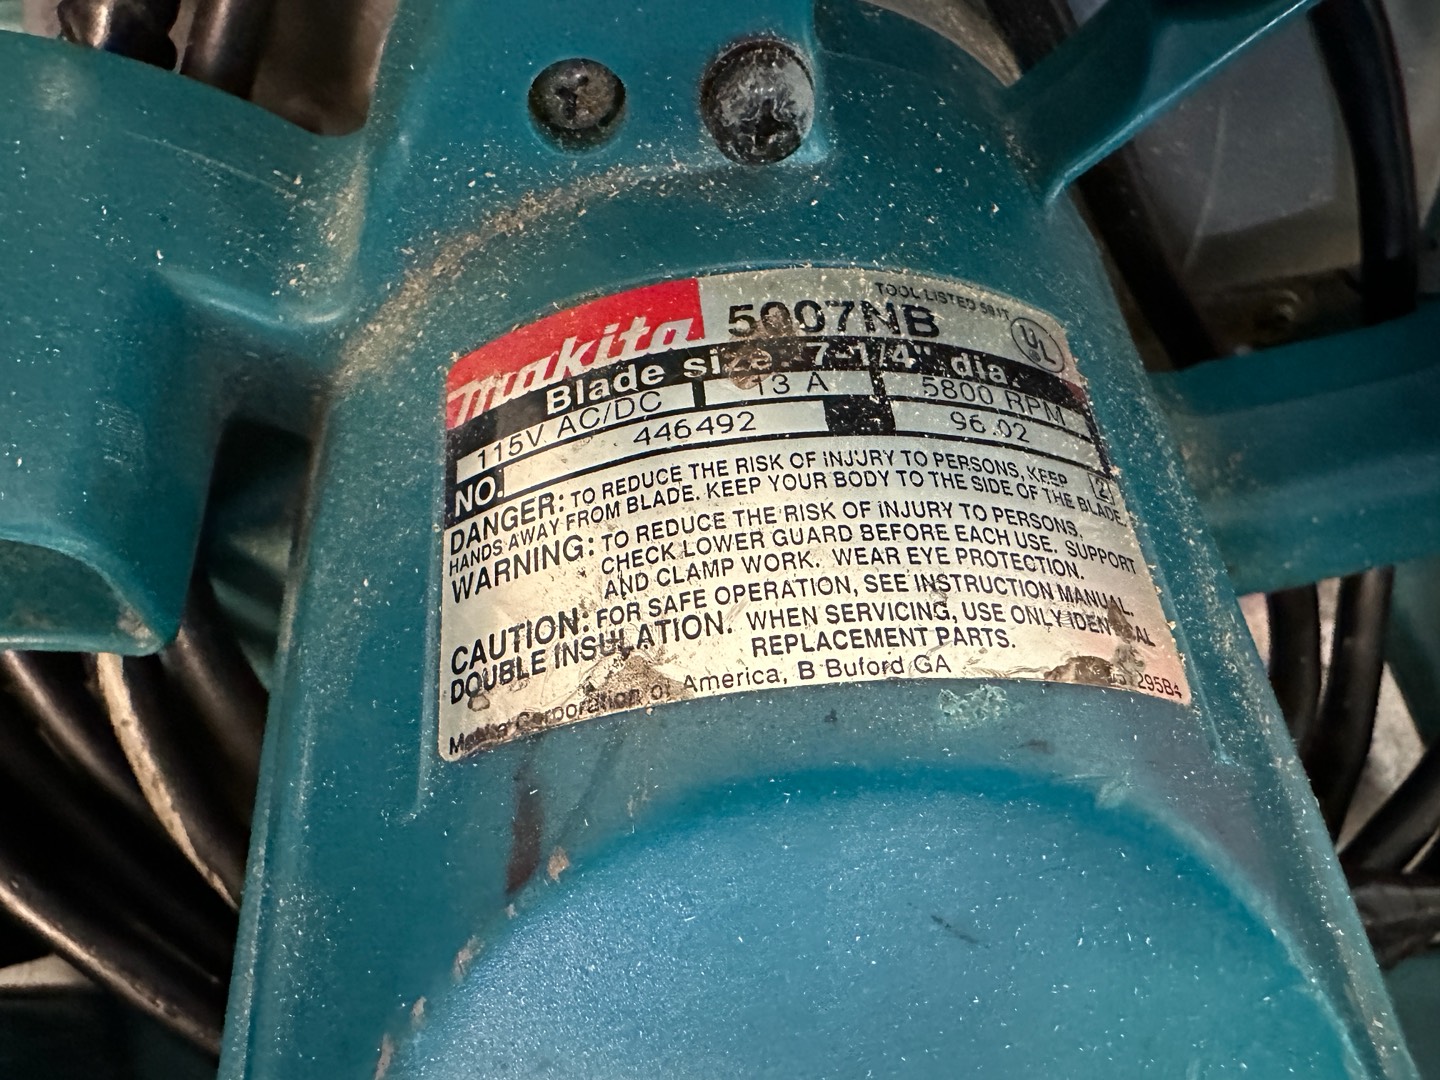 TOOL LISTED 591T
Makita 5007NB UL
Blade size 7-1/4" dia.
115V AC/DC 13 A 5800 RPM
NO. 446492 96.02
DANGER: TO REDUCE THE RISK OF INJURY TO PERSONS, KEEP 2
HANDS AWAY FROM BLADE. KEEP YOUR BODY TO THE SIDE OF THE BLADE.
WARNING: TO REDUCE THE RISK OF INJURY TO PERSONS.
CHECK LOWER GUARD BEFORE EACH USE. SUPPORT
AND CLAMP WORK. WEAR EYE PROTECTION.
CAUTION: FOR SAFE OPERATION, SEE INSTRUCTION MANUAL.
DOUBLE INSULATION. WHEN SERVICING, USE ONLY IDENTICAL
REPLACEMENT PARTS.
Makita Corporation of America, B Buford GA